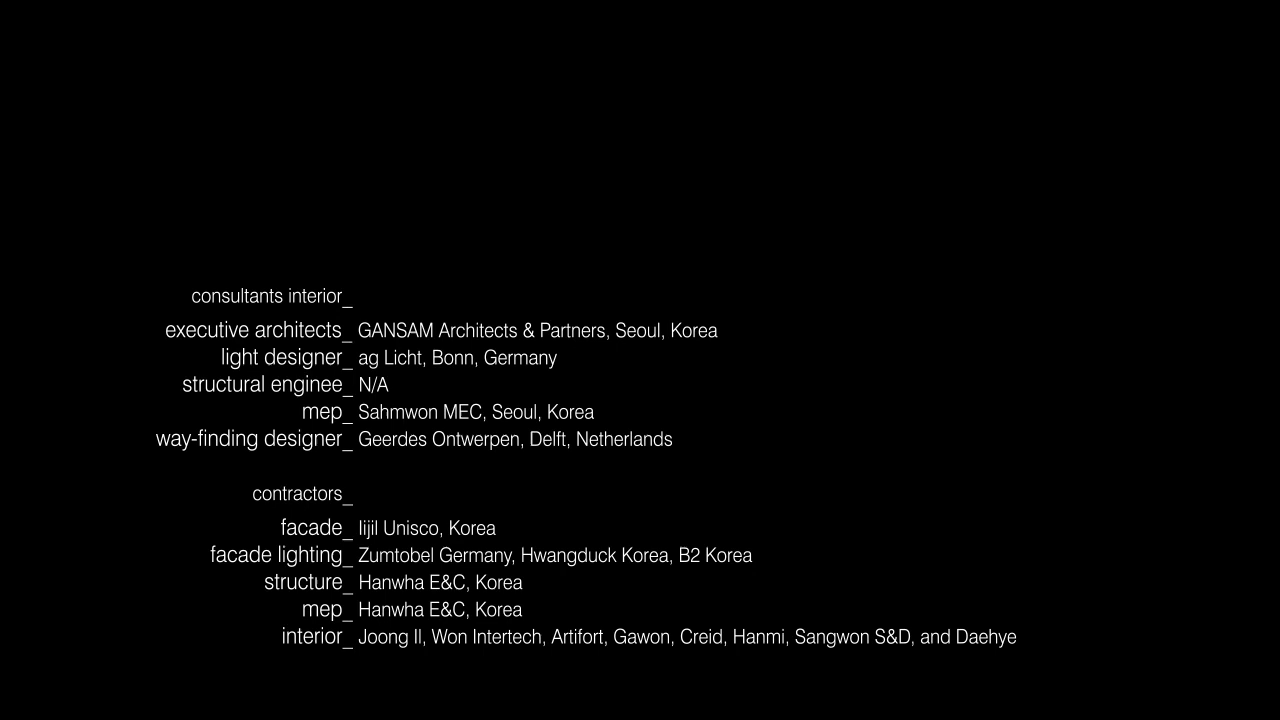 consultants interior_
executive architects_ GANSAM Architects & Partners, Seoul, Korea
light designer_ ag Licht, Bonn, Germany
structural enginee_ N/A
mep_ Sahmwon MEC, Seoul, Korea
way-finding designer_ Geerdes Ontwerpen, Delft, Netherlands
contractors_
facade_ Iijil Unisco, Korea
facade lighting_ Zumtobel Germany, Hwangduck Korea, B2 Korea
structure_ Hanwha E&C, Korea
mep_ Hanwha E&C, Korea
interior_ Joong Il, Won Intertech, Artifort, Gawon, Creid, Hanmi, Sangwon S&D, and Daehye